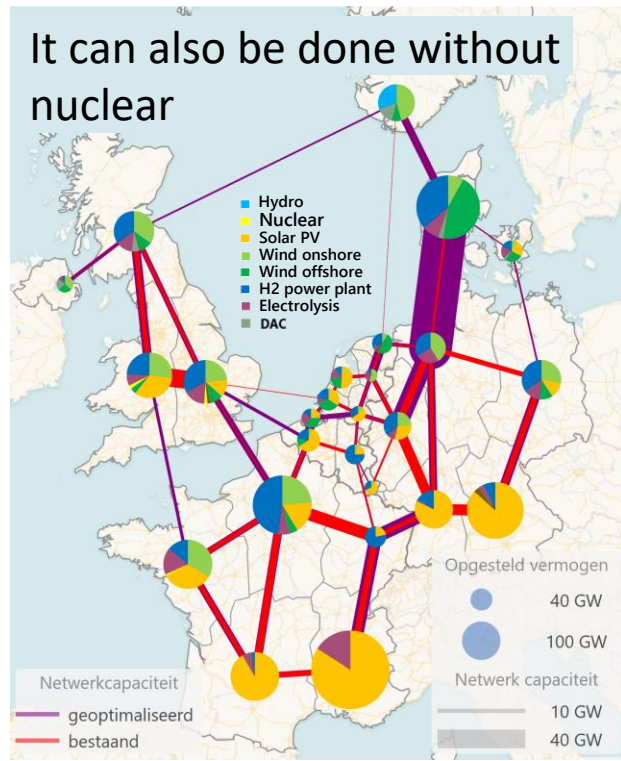 It can also be done without
nuclear
Hydro
Nuclear
Solar PV
Wind onshore
Wind offshore
H2 power plant
Electrolysis
DAC
Opgesteld vermogen
40 GW
100 GW
Netwerkcapaciteit
geoptimaliseerd
bestaand
Netwerk capaciteit
10 GW
40 GW